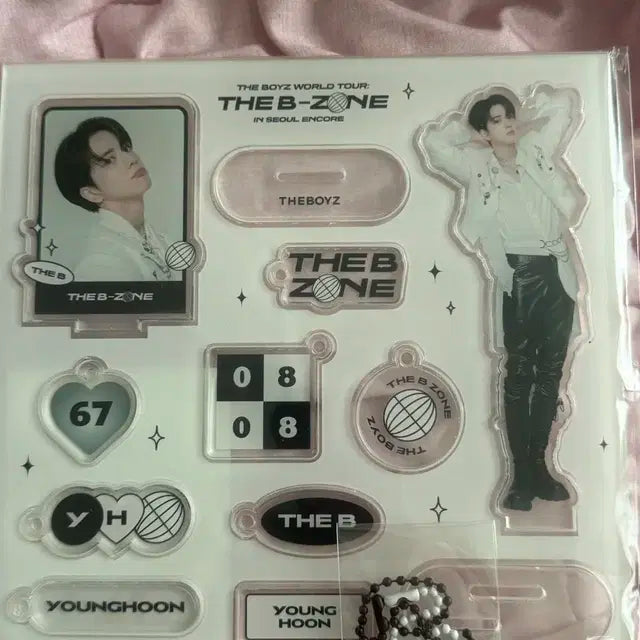 THE BOYZ WORLD TOUR:
THE B-ZONE
IN SEOUL ENCORE
THEBOYZ
THE B
THE B-ZONE
THE B
ZONE
67
0 8
0 8
THE B ZONE
THE BOYZ
Y H
THE B
YOUNGHOON
YOUNG
HOON